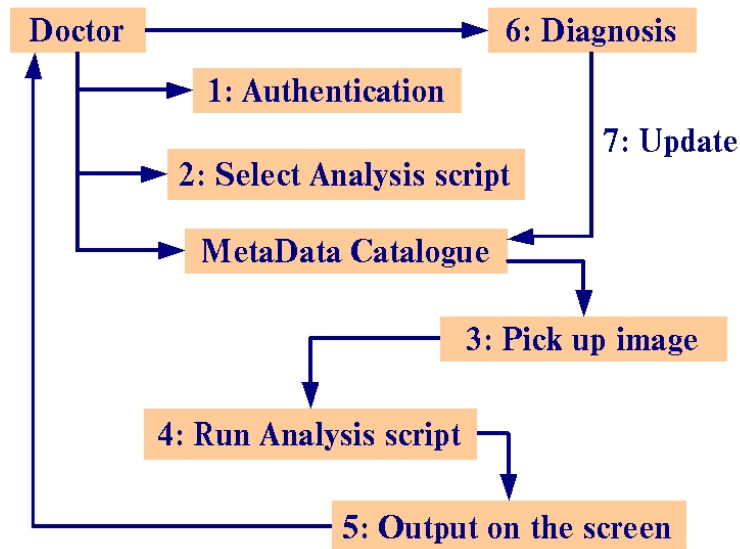 Doctor
6: Diagnosis
1: Authentication
7: Update
2: Select Analysis script
MetaData Catalogue
3: Pick up image
4: Run Analysis script
5: Output on the screen